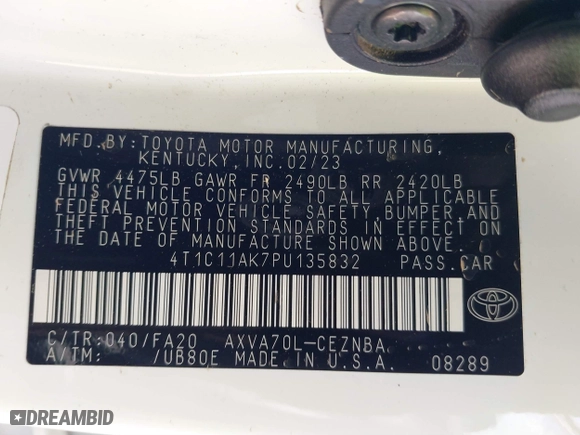 MFD.BY:TOYOTA MOTOR MANUFACTURING,
KENTUCKY,INC.02/23
GVWR 4475LB GAWR FR 2490LB RR 2420LB
THIS VEHICLE CONFORMS TO ALL APPLICABLE
FEDERAL MOTOR VEHICLE SAFETY,BUMPER,AND
THEFT PREVENTION STANDARDS IN EFFECT ON
THE DATE OF MANUFACTURE SHOWN ABOVE.
4T1C11AK7PU135832 PASS.CAR
C/TR:040/FA20 AXVA70L-CEZNBA
A/TM: /UB80E MADE IN U.S.A. 08289
DREAMBID